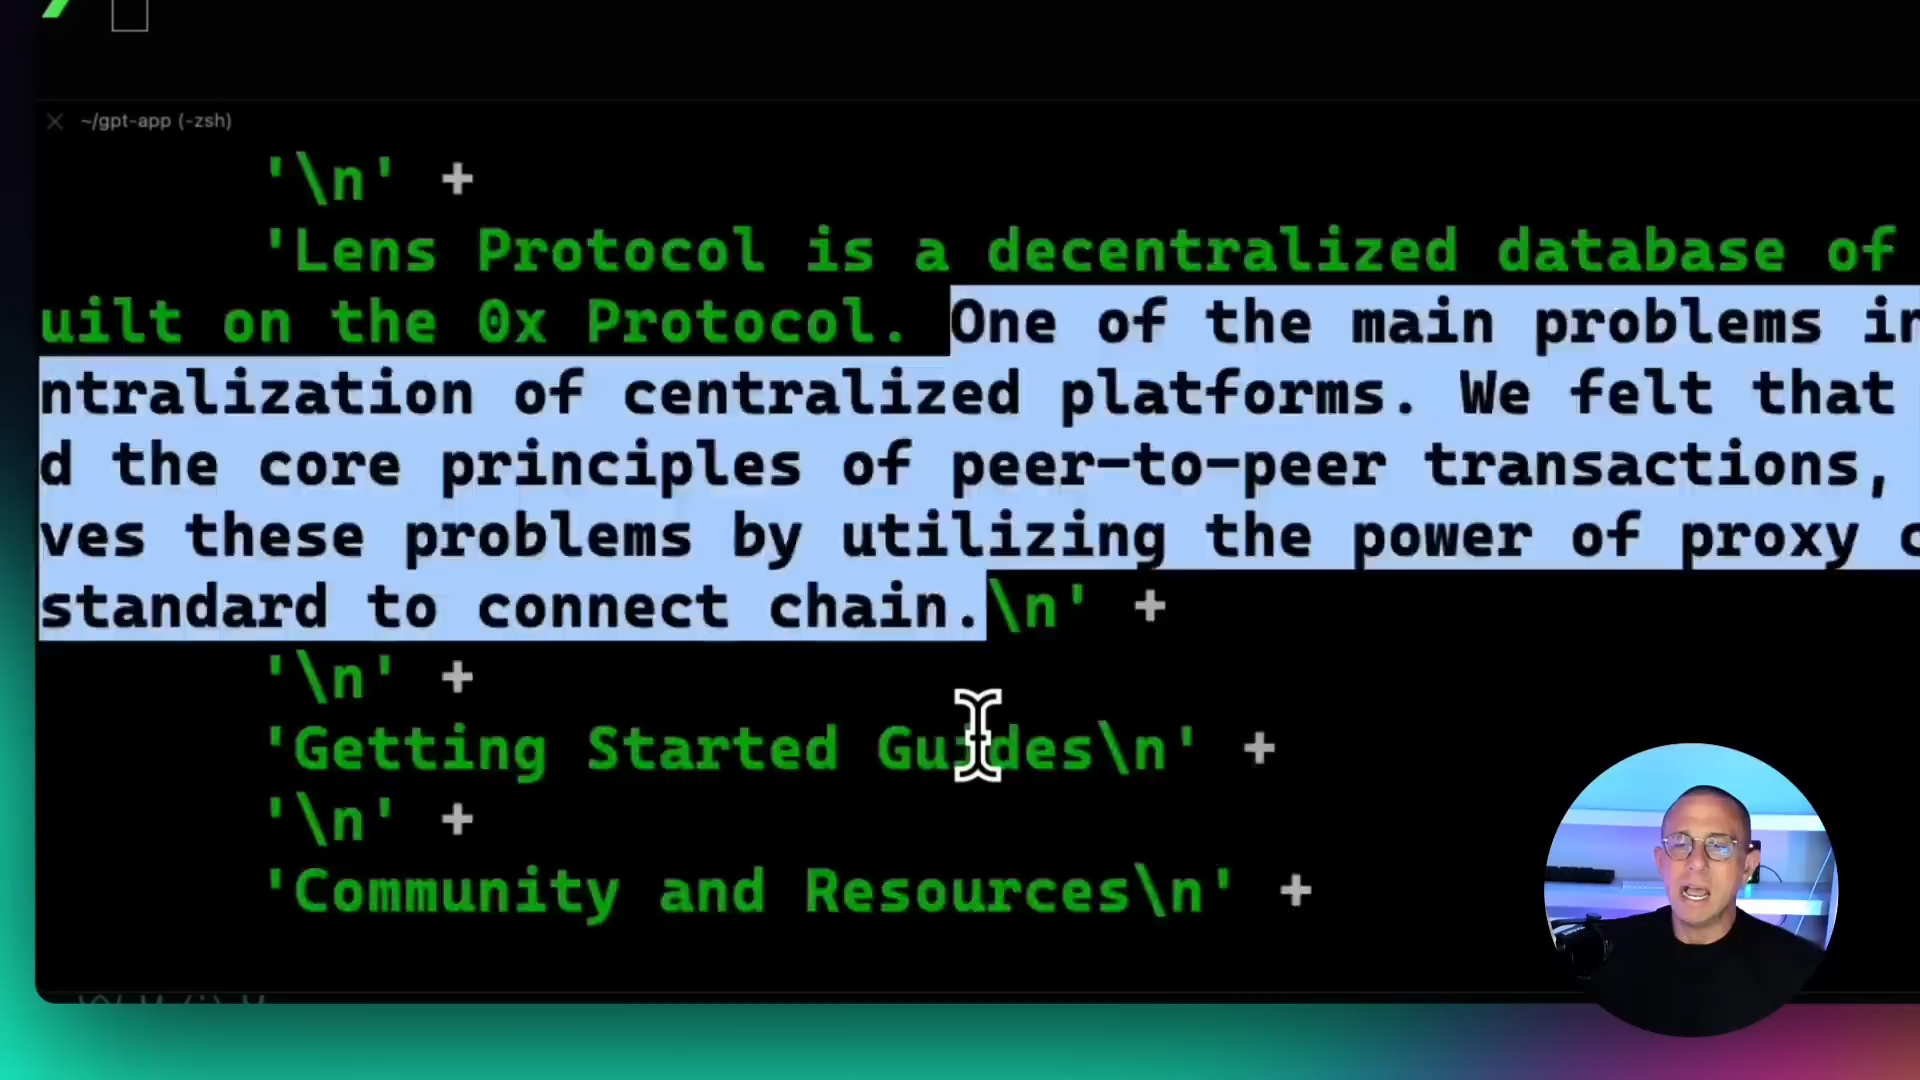 ~/gpt-app (-zsh)
'\n' +
'Lens Protocol is a decentralized database of
uilt on the 0x Protocol. One of the main problems in
ntralization of centralized platforms. We felt that
d the core principles of peer-to-peer transactions,
ves these problems by utilizing the power of proxy c
standard to connect chain.\n' +
'\n' +
'Getting Started Guides\n' +
'\n' +
'Community and Resources\n' +